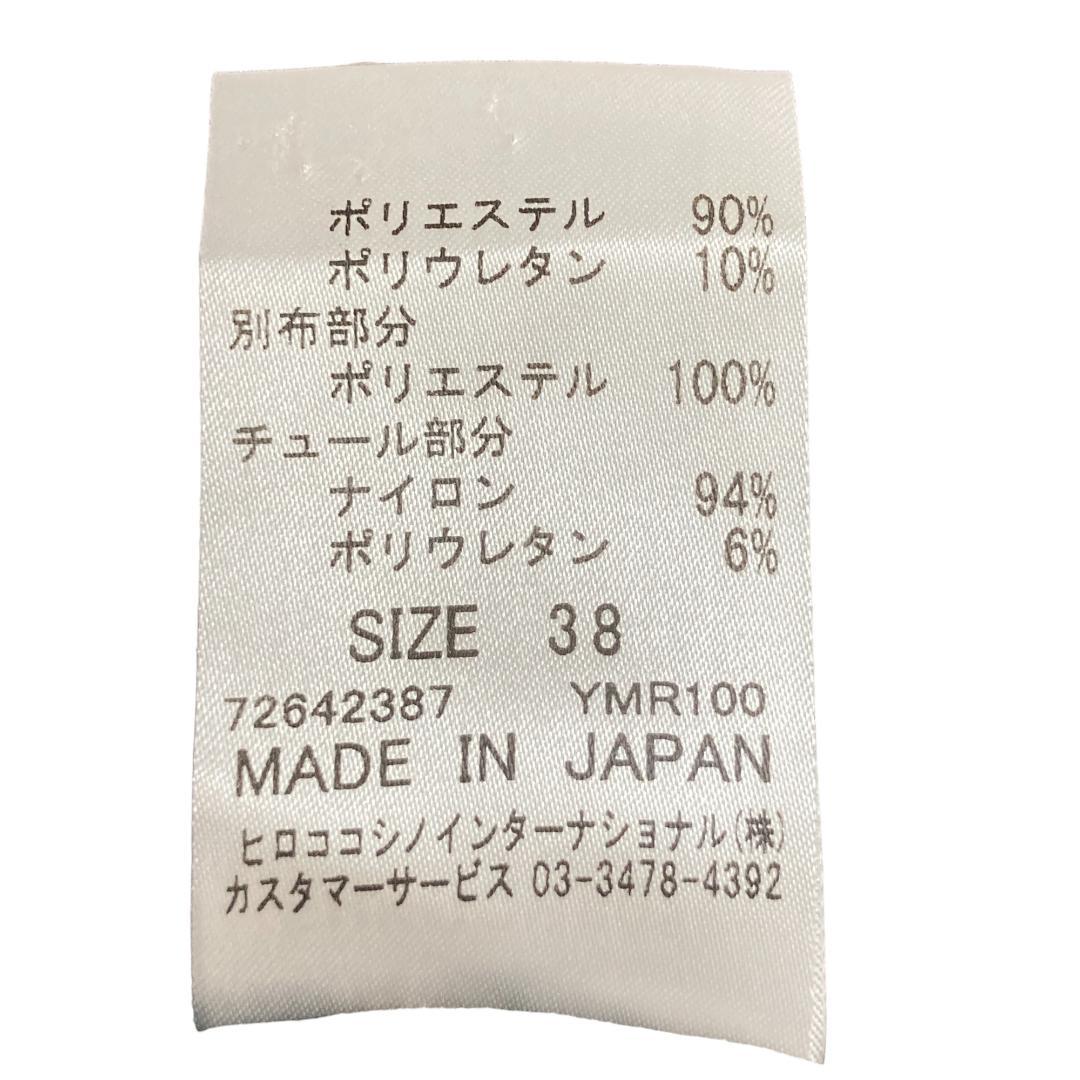 ポリエステル 90%
ポリウレタン 10%
別布部分
ポリエステル 100%
チュール部分
ナイロン 94%
ポリウレタン 6%
SIZE 38
72642387 YMR100
MADE IN JAPAN
ヒロココシノインターナショナル(株)
カスタマーサービス 03-3478-4392